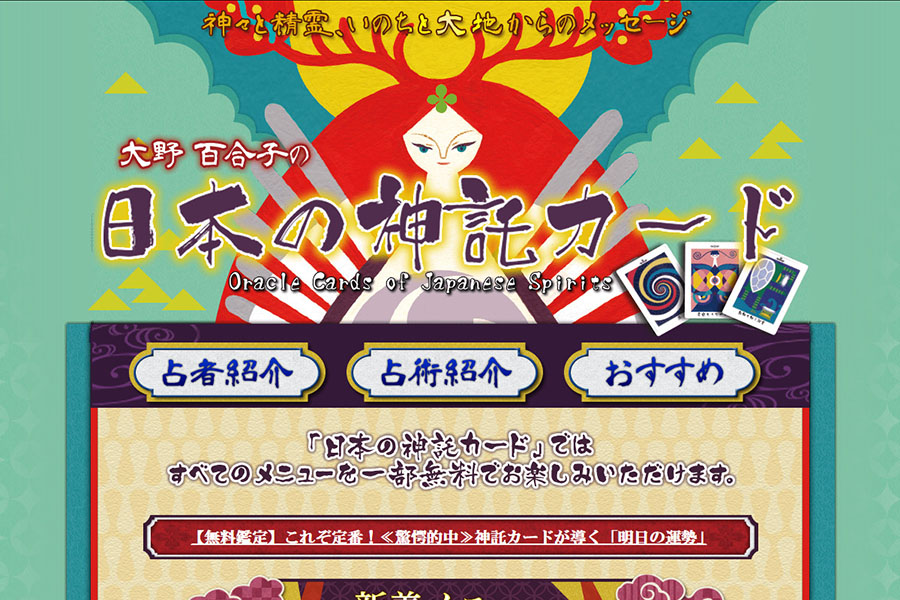 神々と精霊、いのちと大地からのメッセージ
大野 百合子の
日本の神託カード
Oracle Cards of Japanese Spirits
占者紹介
占術紹介
おすすめ
「日本の神託カード」では
すべてのメニューを一部無料でお楽しみいただけます。
【無料鑑定】これぞ定番！≪驚愕的中≫神託カードが導く「明日の運勢」